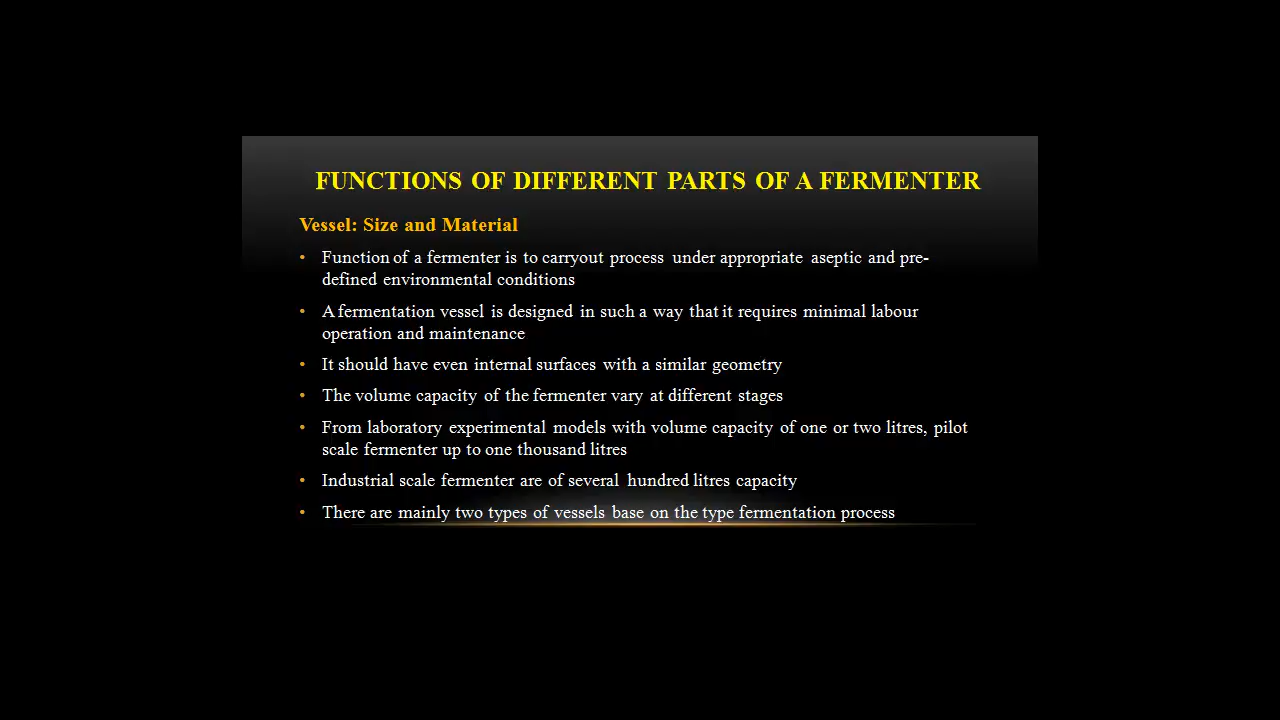 FUNCTIONS OF DIFFERENT PARTS OF A FERMENTER
Vessel: Size and Material
• Function of a fermenter is to carryout process under appropriate aseptic and pre-
defined environmental conditions
• A fermentation vessel is designed in such a way that it requires minimal labour
operation and maintenance
• It should have even internal surfaces with a similar geometry
• The volume capacity of the fermenter vary at different stages
• From laboratory experimental models with volume capacity of one or two litres, pilot
scale fermenter up to one thousand litres
• Industrial scale fermenter are of several hundred litres capacity
• There are mainly two types of vessels base on the type fermentation process